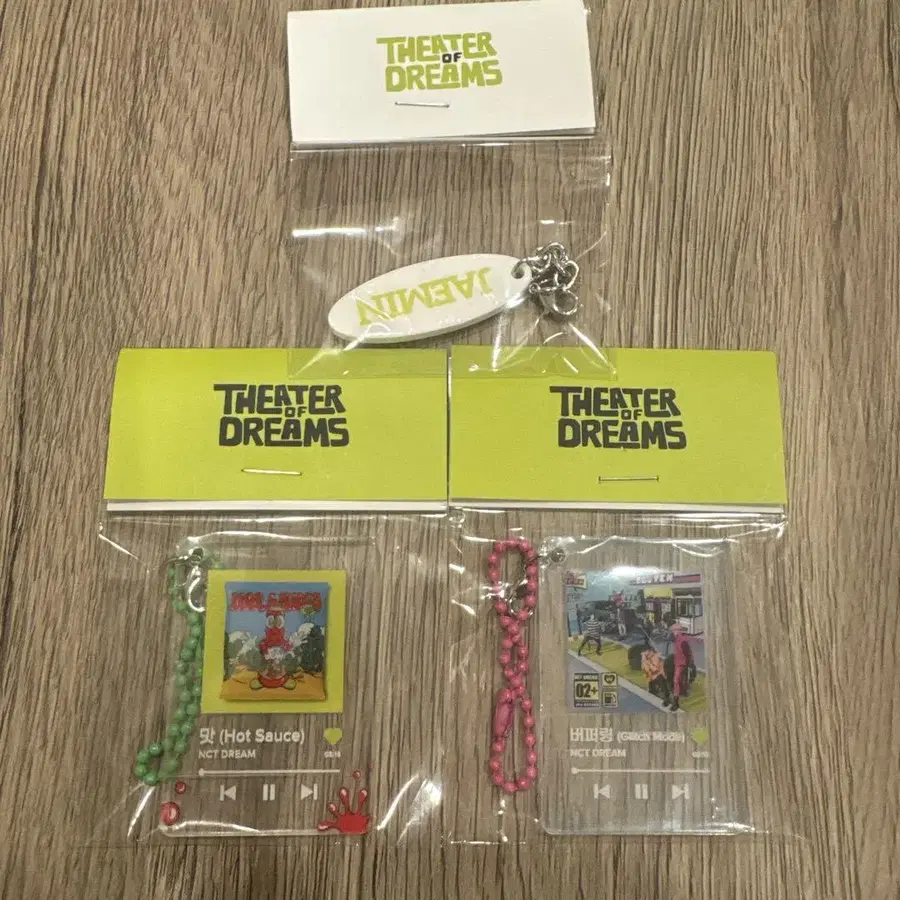 THEATER
OF
DREAMS
JAEMIN
THEATER
OF
DREAMS
맛 (Hot Sauce)
NCT DREAM
THEATER
OF
DREAMS
02+
버퍼링 (Glitch Mode)
NCT DREAM